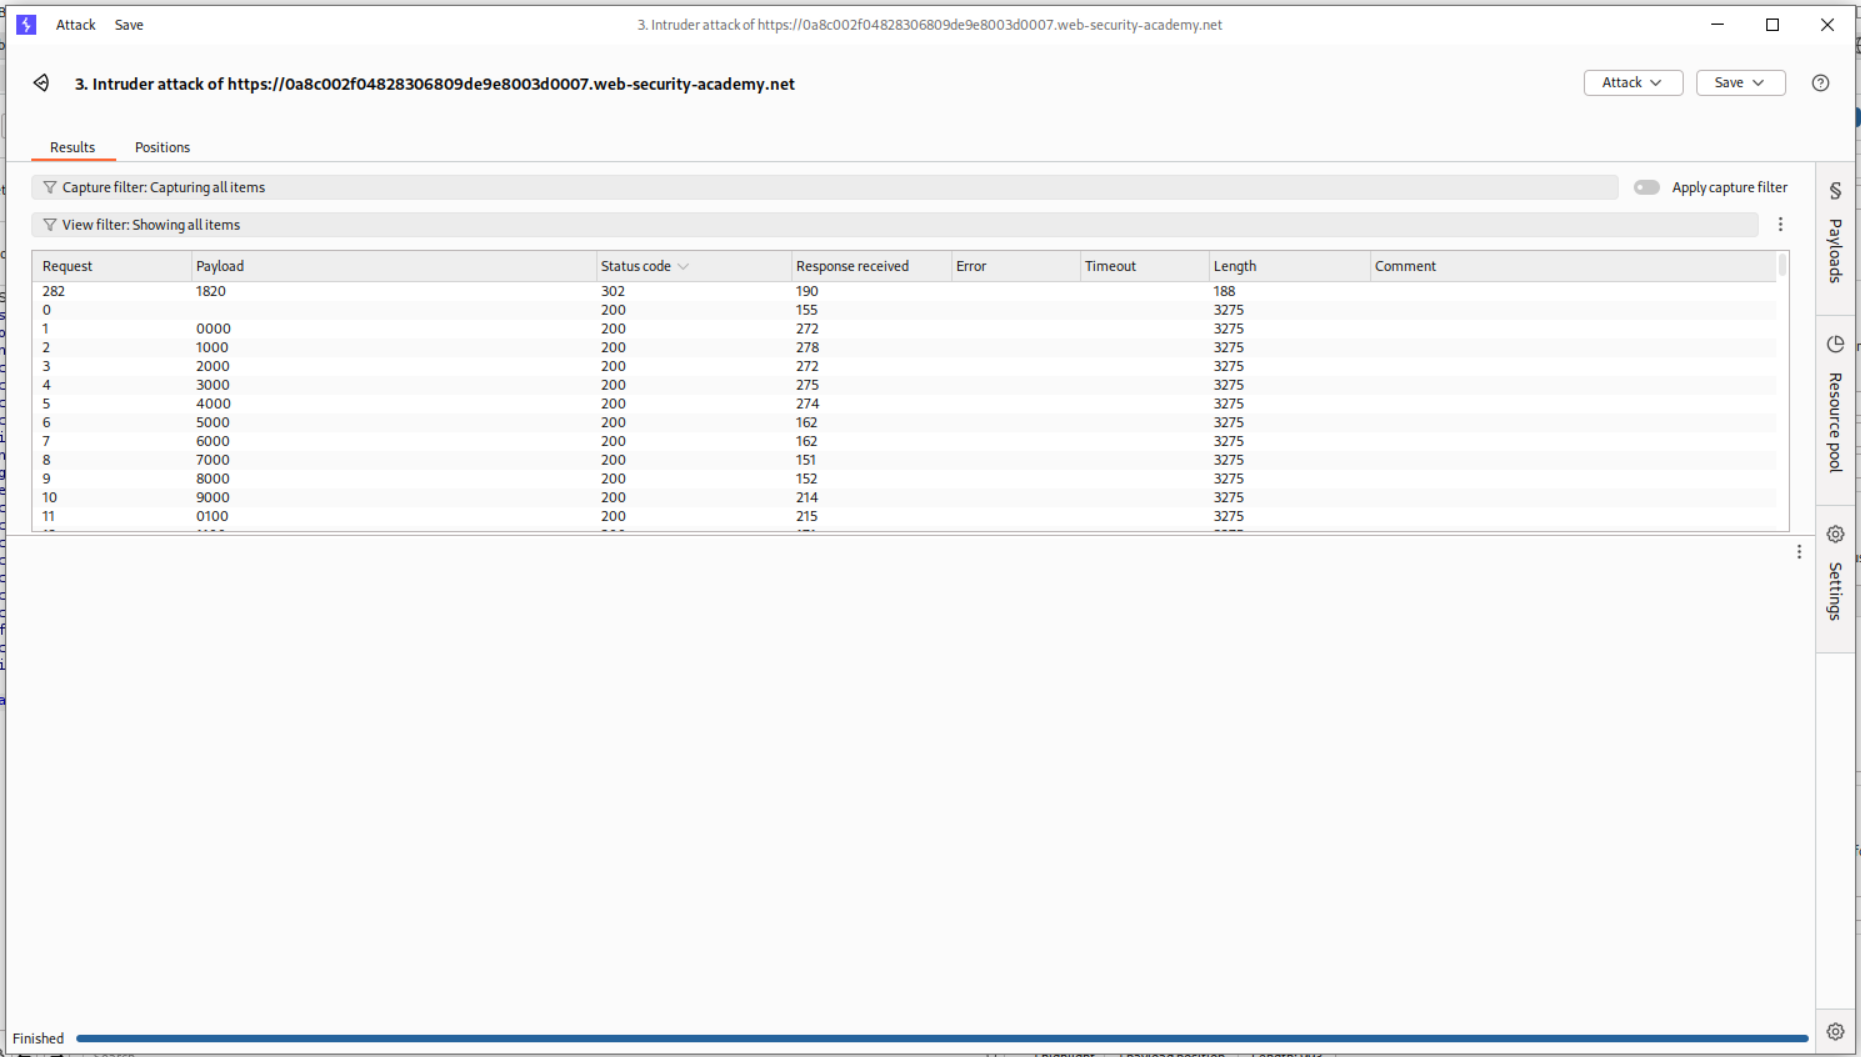 Attack Save 3. Intruder attack of https://0a8c002f04828306809de9e8003d0007.web-security-academy.net
3. Intruder attack of https://0a8c002f04828306809de9e8003d0007.web-security-academy.net Attack Save
Results Positions
Capture filter: Capturing all items Apply capture filter
View filter: Showing all items
Request Payload Status code Response received Error Timeout Length Comment
282 1820 302 190 188
0 200 155 3275
1 0000 200 272 3275
2 1000 200 278 3275
3 2000 200 272 3275
4 3000 200 275 3275
5 4000 200 274 3275
6 5000 200 162 3275
7 6000 200 162 3275
8 7000 200 151 3275
9 8000 200 152 3275
10 9000 200 214 3275
11 0100 200 215 3275
Payloads
Resource pool
Settings
Finished